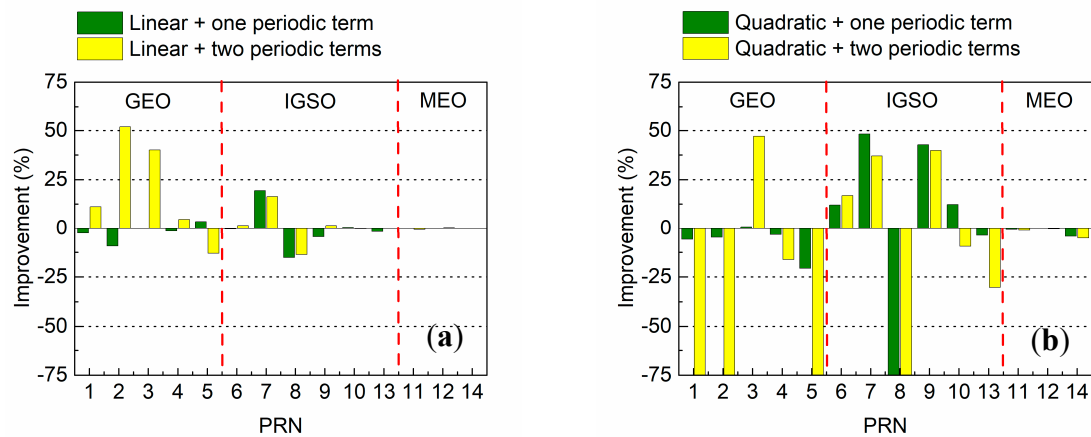 Linear + one periodic term
Linear + two periodic terms
75
50
25
0
-25
-50
-75
Improvement (%)
GEO
IGSO
MEO
(a)
1 2 3 4 5 6 7 8 9 10 13 11 12 14
PRN
Quadratic + one periodic term
Quadratic + two periodic terms
75
50
25
0
-25
-50
-75
Improvement (%)
GEO
IGSO
MEO
(b)
1 2 3 4 5 6 7 8 9 10 13 11 12 14
PRN